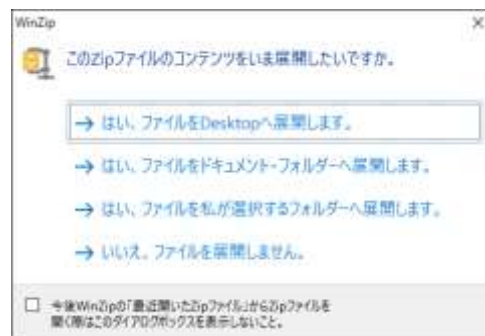 WinZip
このZipファイルのコンテンツをいま展開したいですか。
→ はい、ファイルをDesktopへ展開します。
→ はい、ファイルをドキュメント・フォルダーへ展開します。
→ はい、ファイルを私が選択するフォルダーへ展開します。
→ いいえ。ファイルを展開しません。
今後WinZipの「最近開いたZipファイル」からZipファイルを
開く際はこのダイアログボックスを表示しないこと。